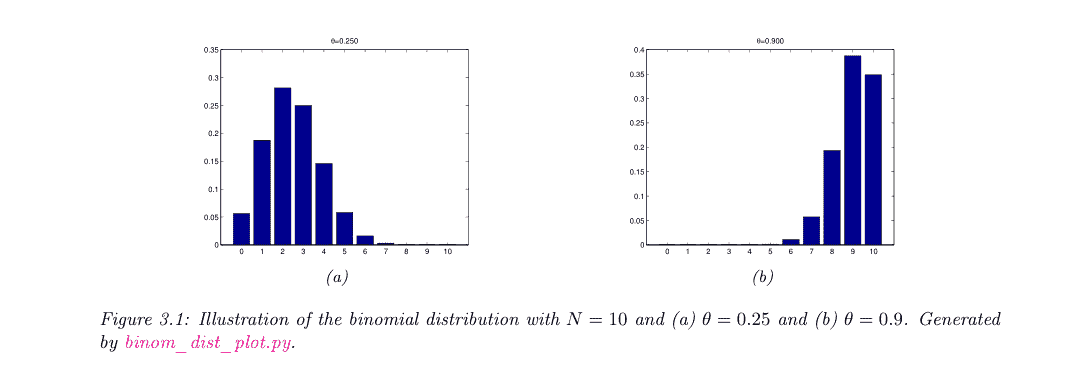 θ=0.250
0.35
0.3
0.25
0.2
0.15
0.1
0.05
0
0 1 2 3 4 5 6 7 8 9 10
(a)
θ=0.900
0.4
0.35
0.3
0.25
0.2
0.15
0.1
0.05
0
0 1 2 3 4 5 6 7 8 9 10
(b)
Figure 3.1: Illustration of the binomial distribution with N = 10 and (a) θ = 0.25 and (b) θ = 0.9. Generated
by binom_dist_plot.py.